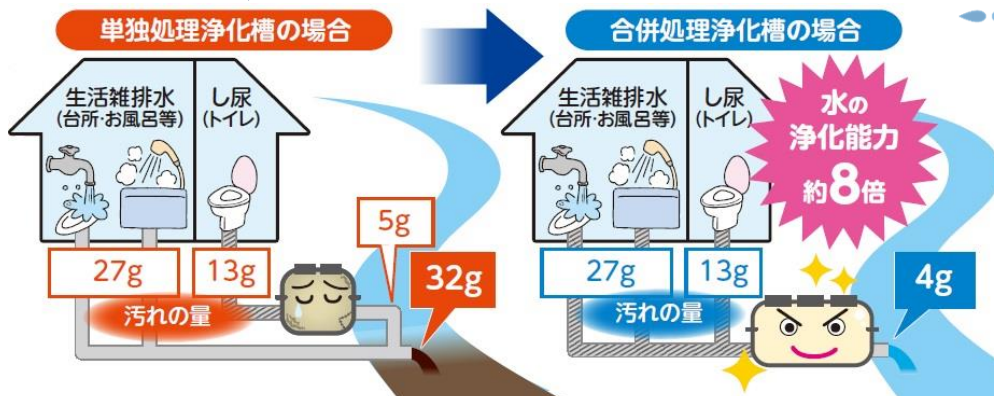 単独処理浄化槽の場合
生活雑排水
(台所・お風呂等)
し尿
(トイレ)
27g
13g
汚れの量
5g
32g
合併処理浄化槽の場合
生活雑排水
(台所・お風呂等)
し尿
(トイレ)
水の
浄化能力
約8倍
27g
13g
汚れの量
4g